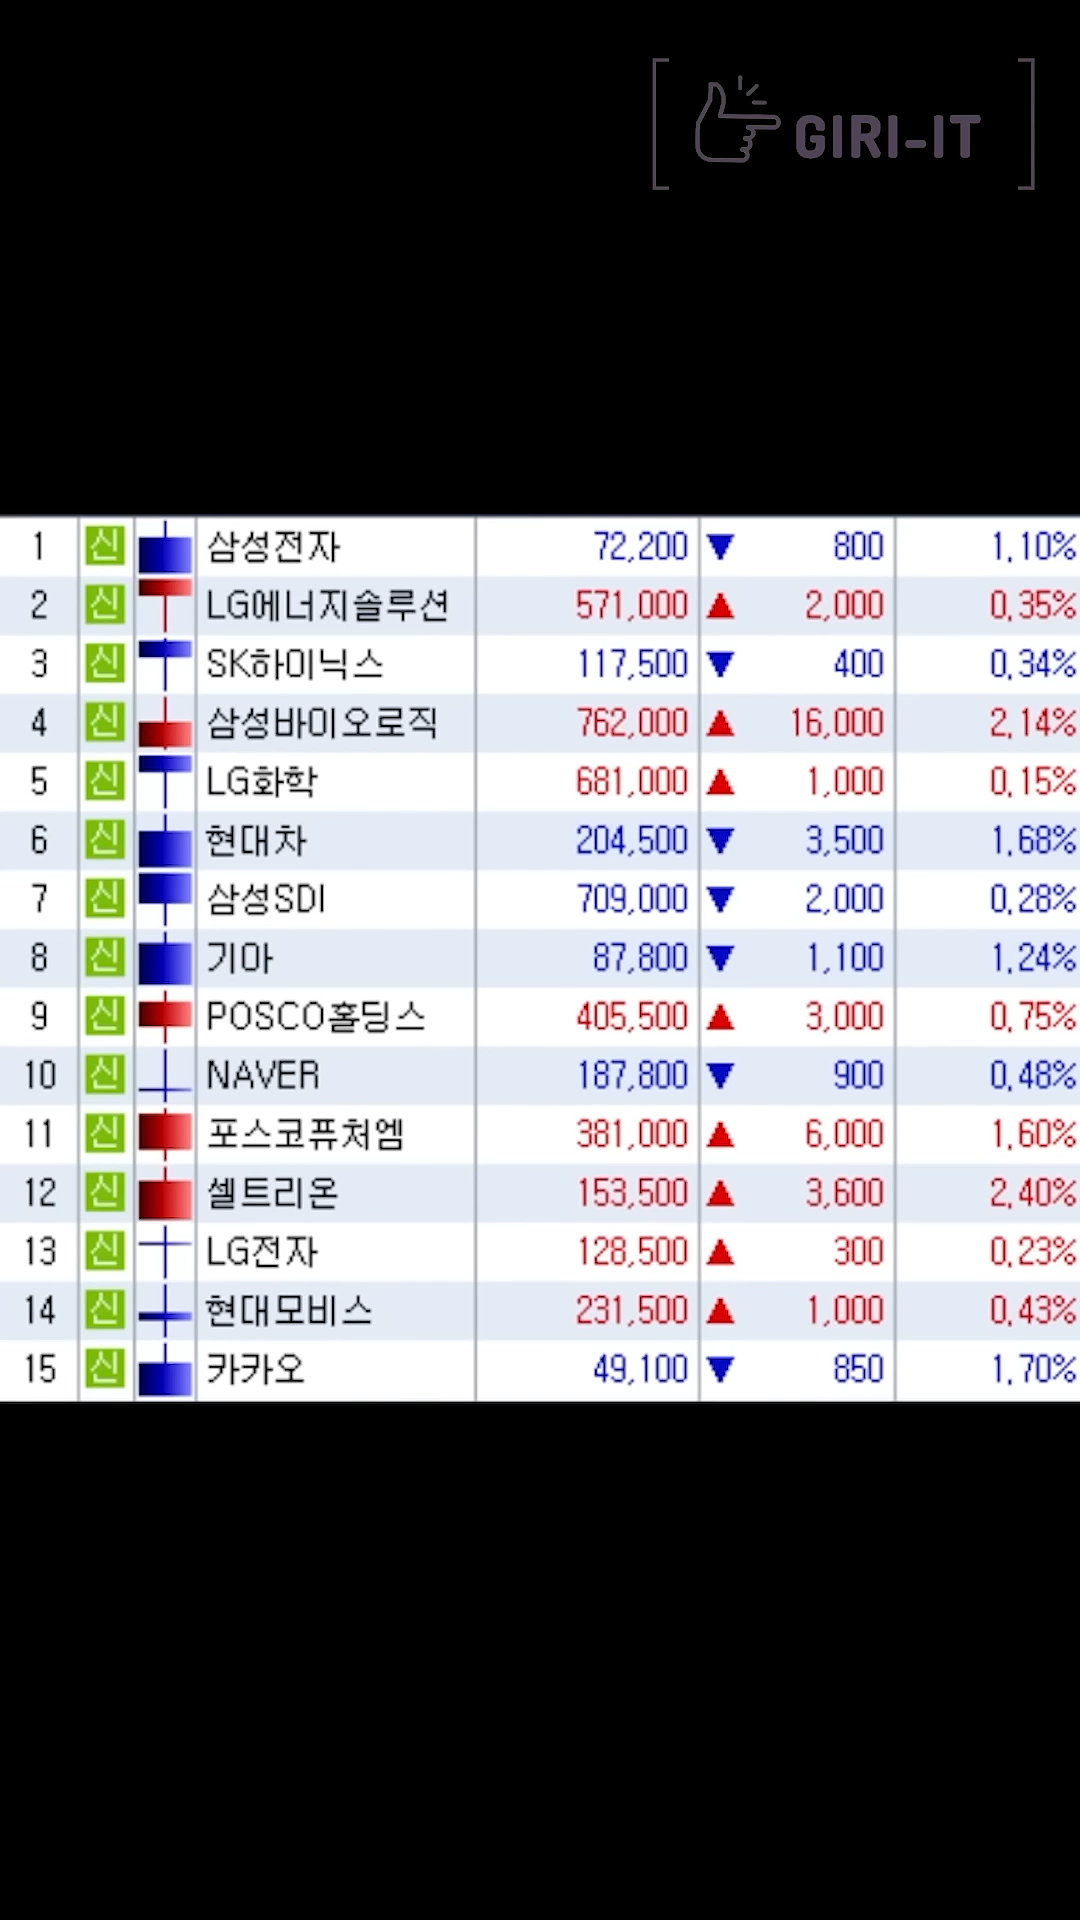 GIRI-IT
1 신 삼성전자 72,200 ▼ 800 1.10%
2 신 LG에너지솔루션 571,000 ▲ 2,000 0.35%
3 신 SK하이닉스 117,500 ▼ 400 0.34%
4 신 삼성바이오로직 762,000 ▲ 16,000 2.14%
5 신 LG화학 681,000 ▲ 1,000 0.15%
6 신 현대차 204,500 ▼ 3,500 1.68%
7 신 삼성SDI 709,000 ▼ 2,000 0.28%
8 신 기아 87,800 ▼ 1,100 1.24%
9 신 POSCO홀딩스 405,500 ▲ 3,000 0.75%
10 신 NAVER 187,800 ▼ 900 0.48%
11 신 포스코퓨처엠 381,000 ▲ 6,000 1.60%
12 신 셀트리온 153,500 ▲ 3,600 2.40%
13 신 LG전자 128,500 ▲ 300 0.23%
14 신 현대모비스 231,500 ▲ 1,000 0.43%
15 신 카카오 49,100 ▼ 850 1.70%